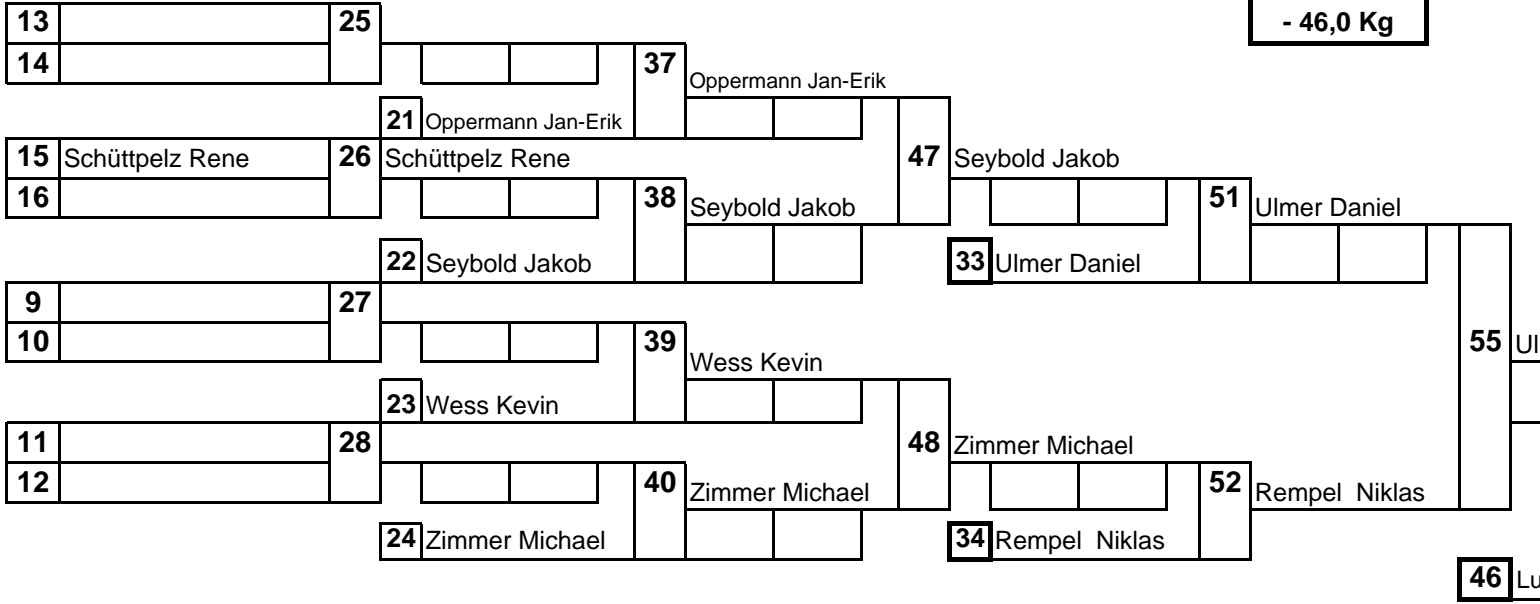 13 25 - 46,0 Kg
14 37
Oppermann Jan-Erik
21 Oppermann Jan-Erik
15 Schüttpelz Rene 26 Schüttpelz Rene 47 Seybold Jakob
16 38 Seybold Jakob 51 Ulmer Daniel
22 Seybold Jakob 33 Ulmer Daniel
9 27
10 39 55 Ul
Wess Kevin
23 Wess Kevin
11 28 48 Zimmer Michael
12 40 Zimmer Michael 52 Rempel Niklas
24 Zimmer Michael 34 Rempel Niklas
46 Lu